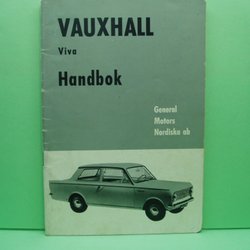 VAUXHALL
Viva
Handbok
General
Motors
Nordiska ab